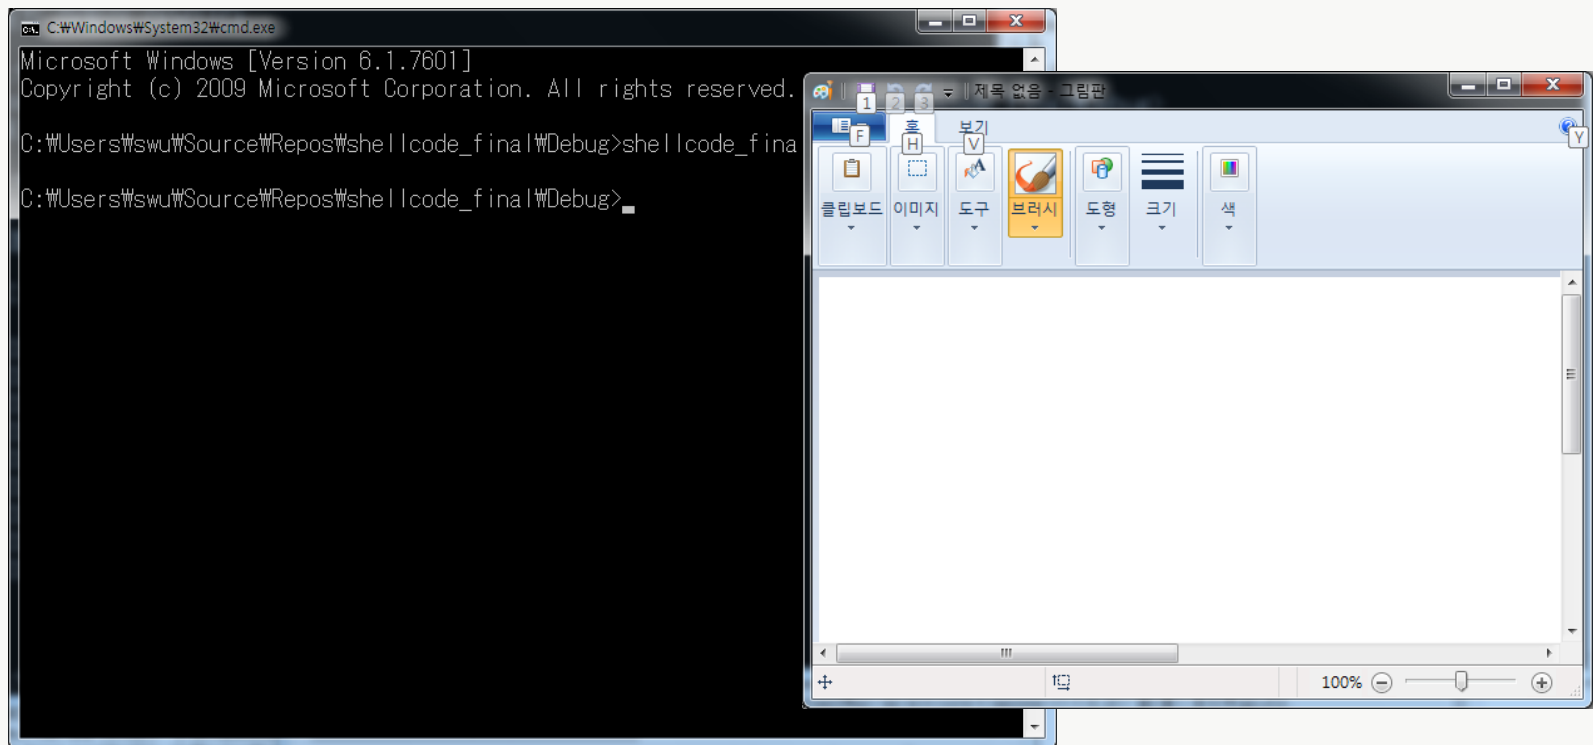 C:₩Windows₩System32₩cmd.exe
Microsoft Windows [Version 6.1.7601]
Copyright (c) 2009 Microsoft Corporation. All rights reserved.
C:₩Users₩swu₩Source₩Repos₩shellcode_final₩Debug>shellcode_fina
C:₩Users₩swu₩Source₩Repos₩shellcode_final₩Debug>
제목 없음 - 그림판
1 2 3
F 홈 보기
H V Y
클립보드 이미지 도구 브러시 도형 크기 색
100%